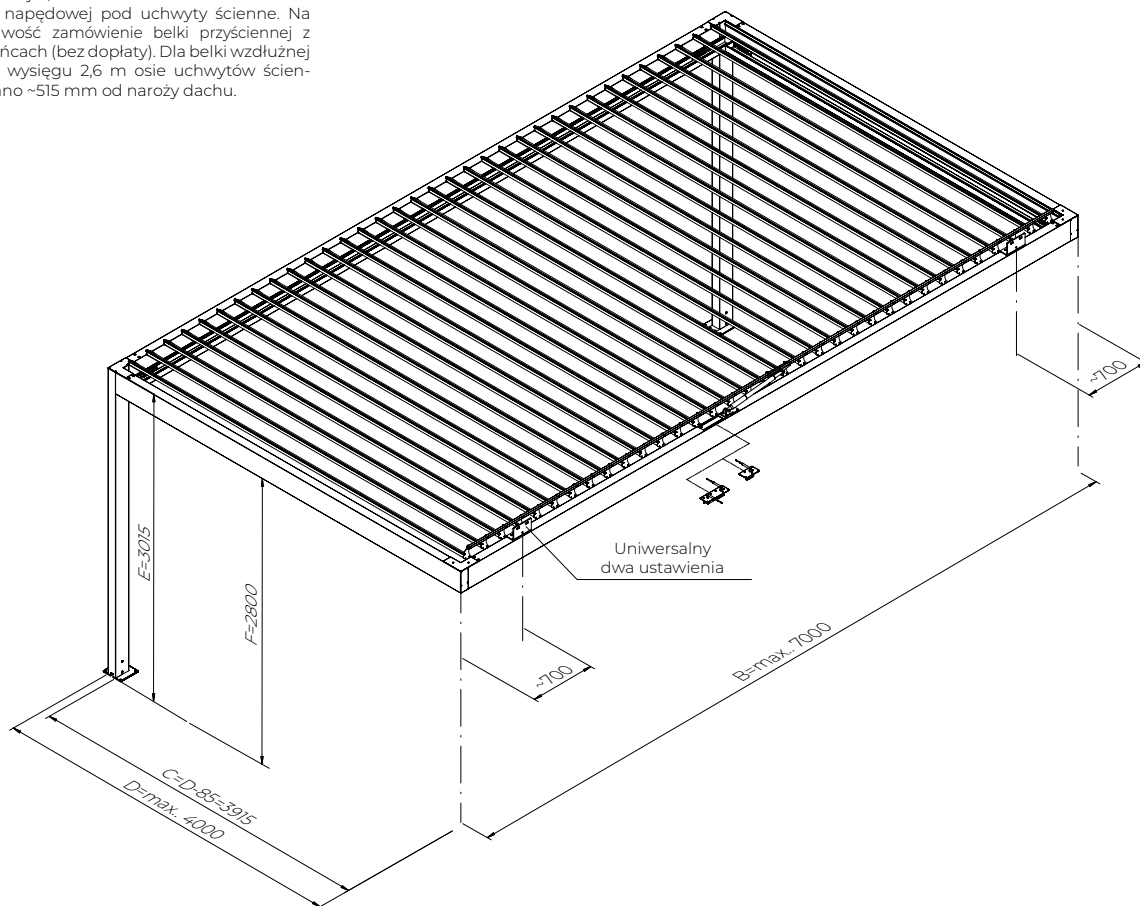 napędowej pod uchwyty ścienne. Na
wość zamówienie belki przyściennej z
ńcach (bez dopłaty). Dla belki wzdłużnej
wysięgu 2,6 m osie uchwytów ścien-
no ~515 mm od naroży dachu.
~700
E=3015
F=2800
Uniwersalny
dwa ustawienia
~700
B=max.. 7000
C=D-85=3915
D=max.. 4000